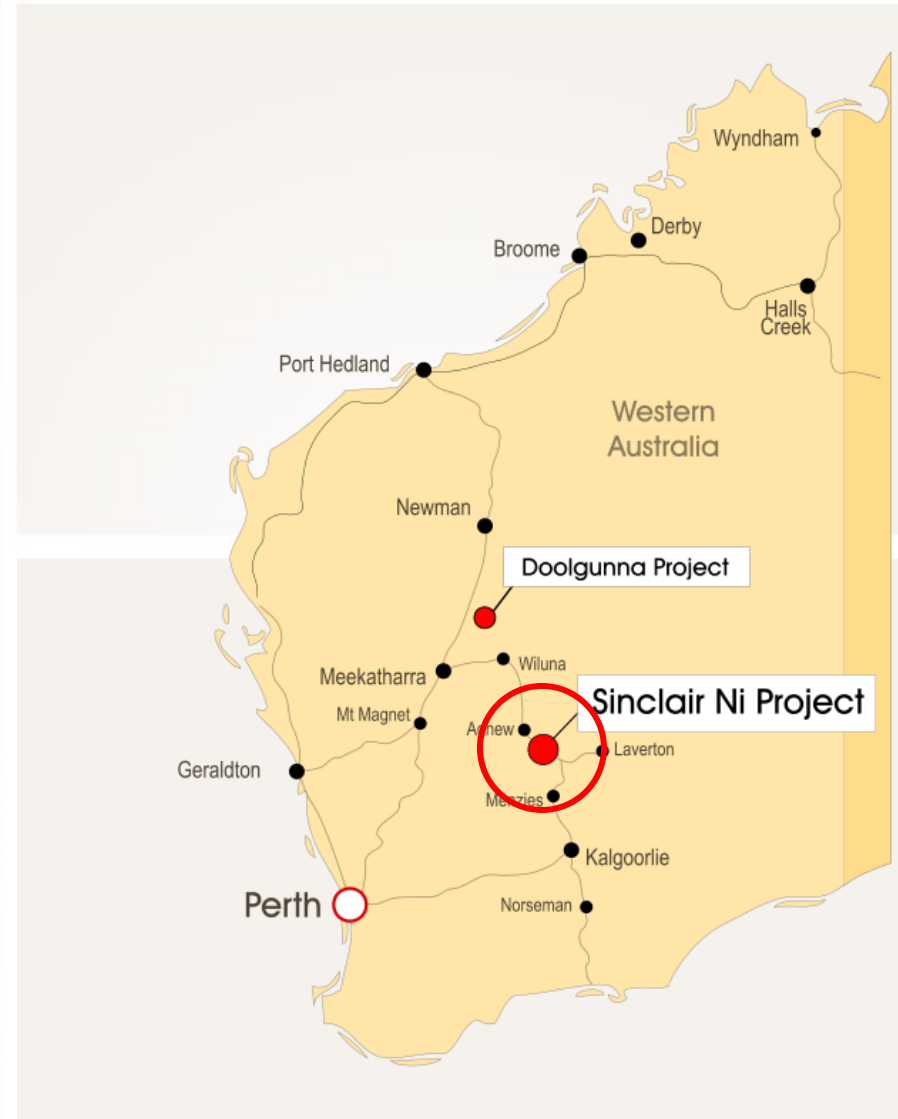 Wyndham
Derby
Broome
Halls
Creek
Port Hedland
Western
Australia
Newman
Doolgunna Project
Wiluna
Meekatharra
Sinclair Ni Project
Mt Magnet
Agnew
Laverton
Geraldton
Menzies
Kalgoorlie
Perth
Norseman